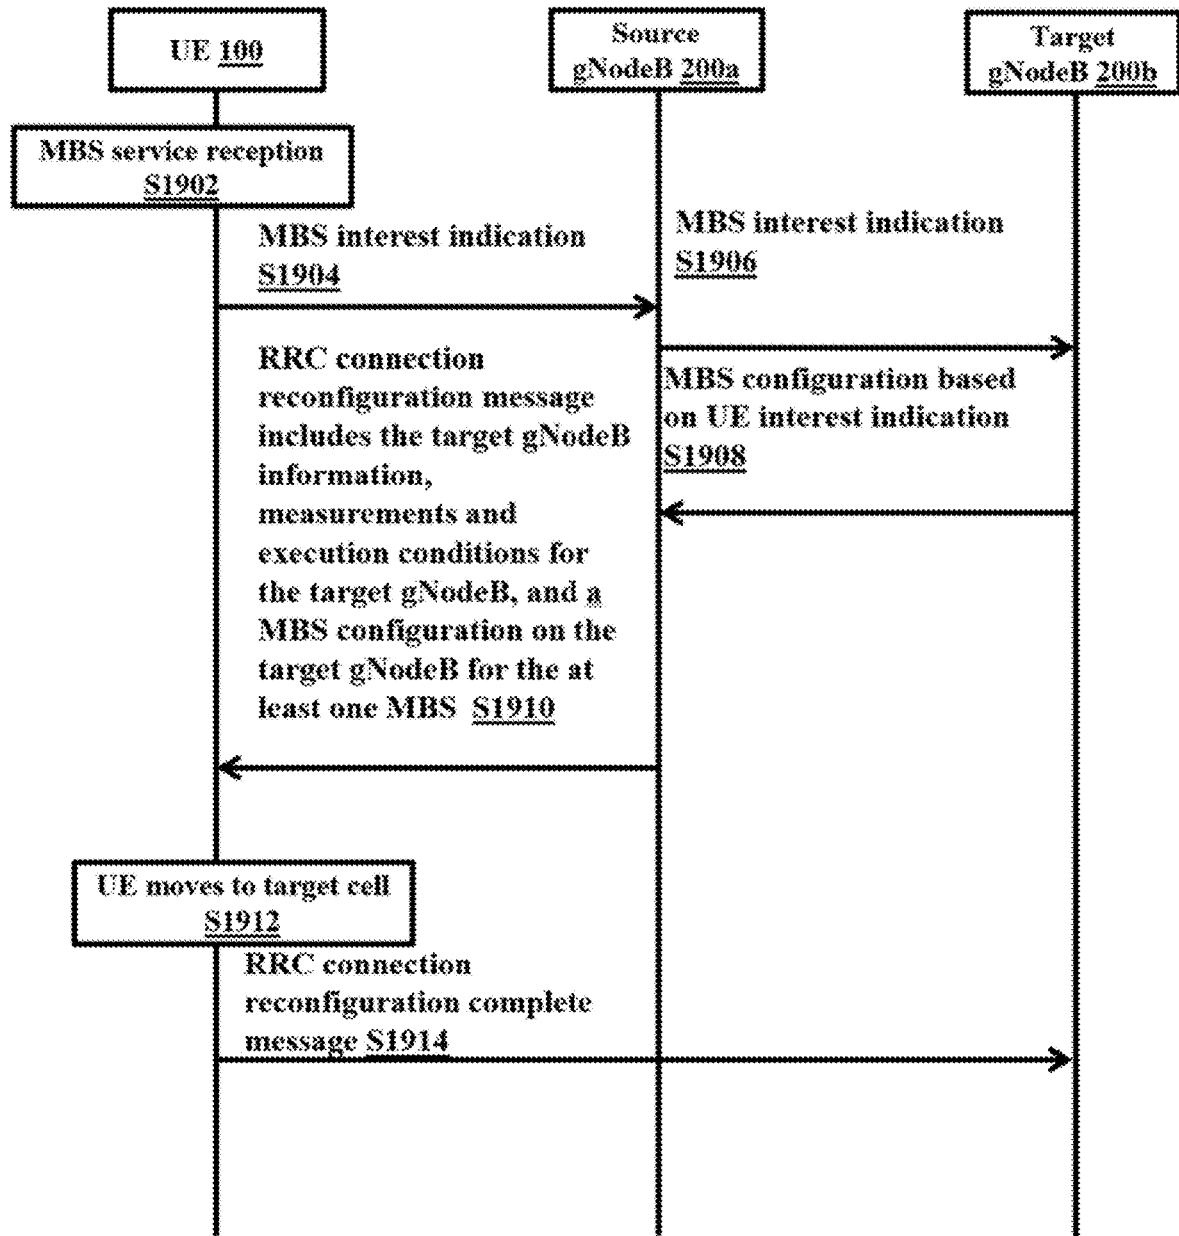 UE 100
Source
gNodeB 200a
Target
gNodeB 200b
MBS service reception
S1902
MBS interest indication
S1904
MBS interest indication
S1906
RRC connection
reconfiguration message
includes the target gNodeB
information,
measurements and
execution conditions for
the target gNodeB, and a
MBS configuration on the
target gNodeB for the at
least one MBS S1910
MBS configuration based
on UE interest indication
S1908
UE moves to target cell
S1912
RRC connection
reconfiguration complete
message S1914